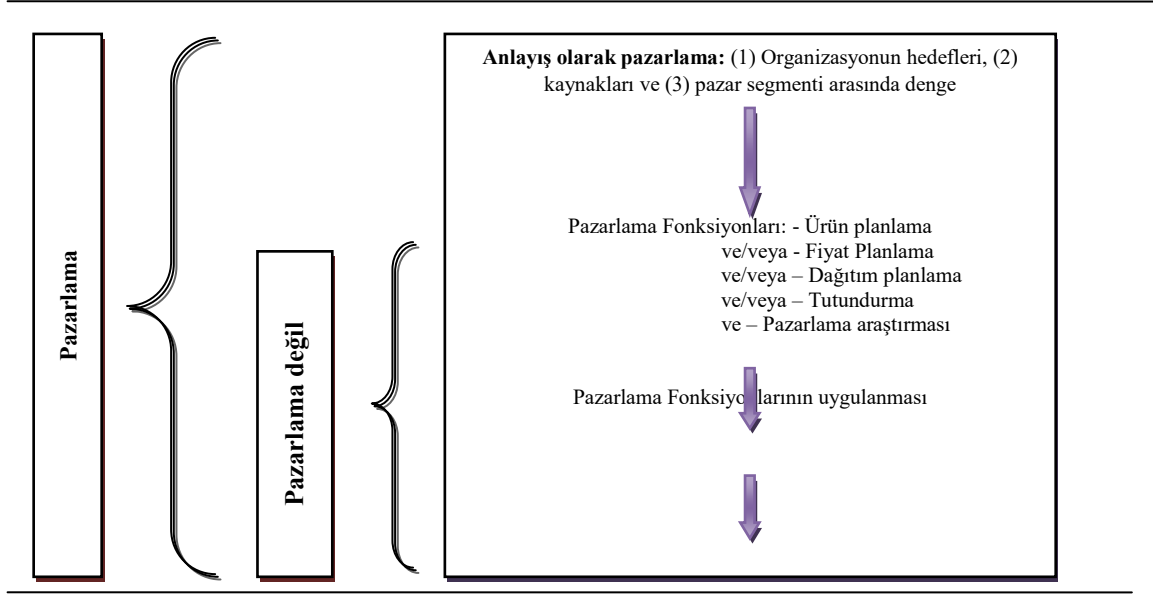 Pazarlama
Pazarlama değil
Anlayış olarak pazarlama: (1) Organizasyonun hedefleri, (2)
kaynakları ve (3) pazar segmenti arasında denge
Pazarlama Fonksiyonları: - Ürün planlama
ve/veya - Fiyat Planlama
ve/veya – Dağıtım planlama
ve/veya – Tutundurma
ve – Pazarlama araştırması
Pazarlama Fonksiyonlarının uygulanması